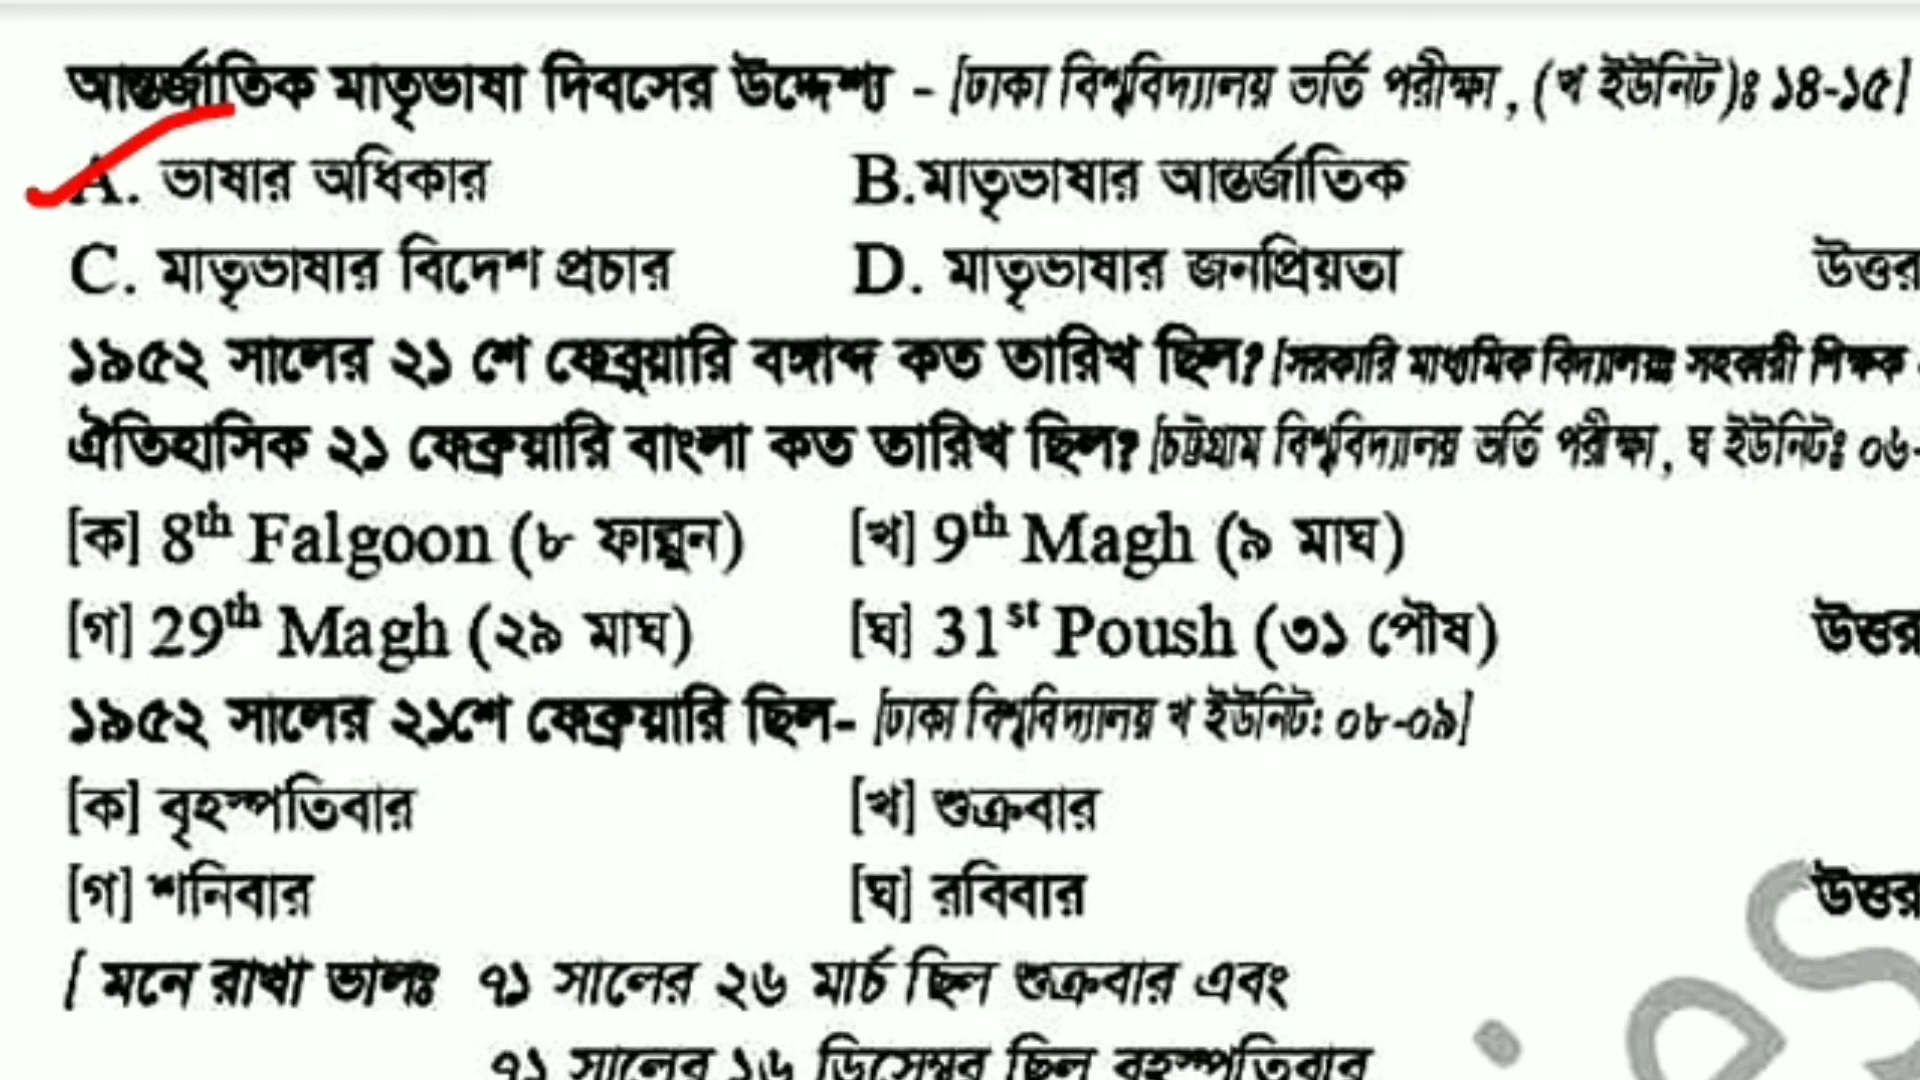 আন্তর্জাতিক মাতৃভাষা দিবসের উদ্দেশ্য - [ঢাকা বিশ্ববিদ্যালয় ভর্তি পরীক্ষা, (খ ইউনিট)ঃ ১৪-১৫]
A. ভাষার অধিকার B.মাতৃভাষার আন্তর্জাতিক
C. মাতৃভাষার বিদেশ প্রচার D. মাতৃভাষার জনপ্রিয়তা উত্তর
১৯৫২ সালের ২১ শে ফেব্রুয়ারি বঙ্গাব্দ কত তারিখ ছিল? [সরকারি মাধ্যমিক বিদ্যালয়ঃ সহকারী শিক্ষক
ঐতিহাসিক ২১ ফেব্রুয়ারি বাংলা কত তারিখ ছিল? [চট্টগ্রাম বিশ্ববিদ্যালয় ভর্তি পরীক্ষা, ঘ ইউনিটঃ ০৬-
[ক] 8th Falgoon (৮ ফাল্গুন) [খ] 9th Magh (৯ মাঘ)
[গ] 29th Magh (২৯ মাঘ) [ঘ] 31st Poush (৩১ পৌষ) উত্তর
১৯৫২ সালের ২১শে ফেব্রুয়ারি ছিল- [ঢাকা বিশ্ববিদ্যালয় খ ইউনিট: ০৮-০৯]
[ক] বৃহস্পতিবার [খ] শুক্রবার
[গ] শনিবার [ঘ] রবিবার উত্তর
[ মনে রাখা ভালঃ ৭১ সালের ২৬ মার্চ ছিল শুক্রবার এবং
৭১ সালের ১৬ ডিসেম্বর ছিল বৃহস্পতিবার